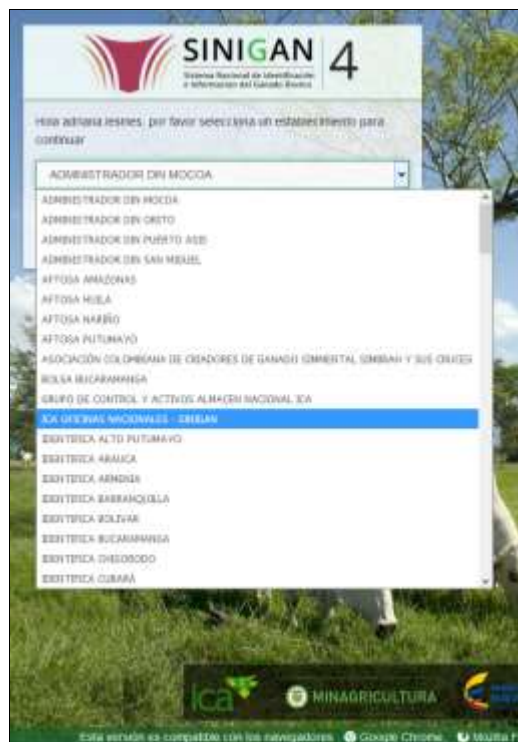 SINIGAN 4
Sistema Nacional de Identificación
e Información del Ganado Bovino
Hola adriana lesmes, por favor selecciona un establecimiento para
continuar
ADMINISTRADOR DIN MOCOA
ADMINISTRADOR DIN MOCOA
ADMINISTRADOR DIN ORITO
ADMINISTRADOR DIN PUERTO ASIS
ADMINISTRADOR DIN SAN MIGUEL
AFTOSA AMAZONAS
AFTOSA HUILA
AFTOSA NARIÑO
AFTOSA PUTUMAYO
ASOCIACIÓN COLOMBIANA DE CRIADORES DE GANADO SIMMENTAL SIMBRAH Y SUS CRUCES
BOLSA BUCARAMANGA
GRUPO DE CONTROL Y ACTIVOS ALMACEN NACIONAL ICA
ICA OFICINAS NACIONALES - SINIGAN
IDENTIFICA ALTO PUTUMAYO
IDENTIFICA ARAUCA
IDENTIFICA ARMENIA
IDENTIFICA BARRANQUILLA
IDENTIFICA BOLIVAR
IDENTIFICA BUCARAMANGA
IDENTIFICA CHIGORODO
IDENTIFICA CUBARÁ
ica MINAGRICULTURA
Esta versión es compatible con los navegadores Google Chrome Mozilla F